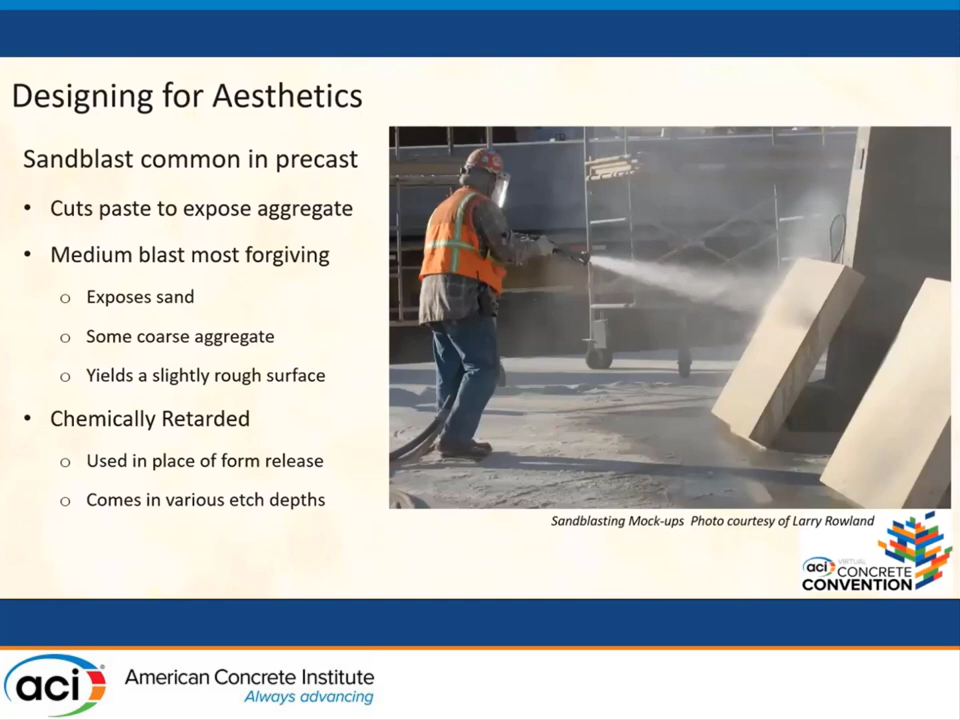 Designing for Aesthetics
Sandblast common in precast
• Cuts paste to expose aggregate
• Medium blast most forgiving
o Exposes sand
o Some coarse aggregate
o Yields a slightly rough surface
• Chemically Retarded
o Used in place of form release
o Comes in various etch depths
Sandblasting Mock-ups Photo courtesy of Larry Rowland
aci VIRTUAL
CONCRETE
CONVENTION
aci®
American Concrete Institute
Always advancing